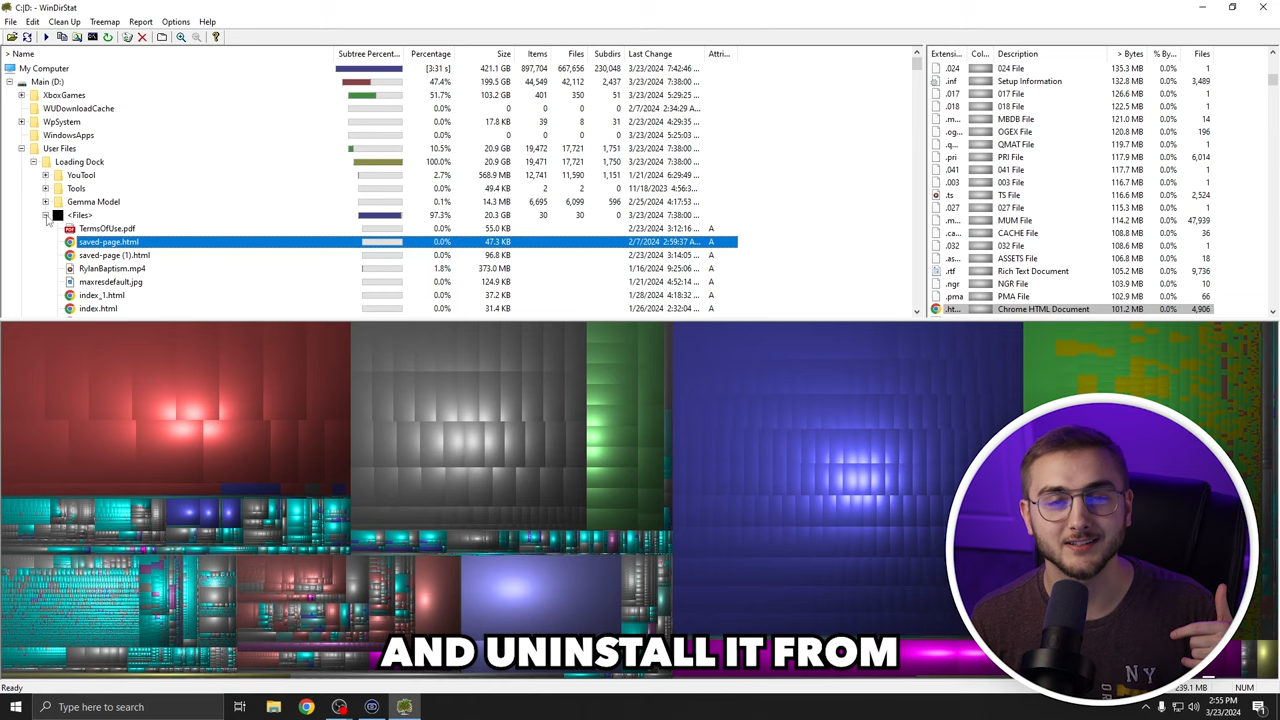 C:|D: - WinDirStat
File Edit Clean Up Treemap Report Options Help
> Name Subtree Percent... Percentage Size Items Files Subdirs Last Change Attri...
My Computer [3:31 s] 421.1 GB 897,704 667,656 230,048 3/23/2024 7:42:46 ...
Main (D:) 47.4% 199.5 GB 44,549 42,112 2,437 3/23/2024 7:38:00 ...
XboxGames 51.7% 103.2 GB 401 350 51 3/23/2024 5:29:25 ...
WUDownloadCache 0.0% 0 0 0 0 2/7/2024 2:34:29 A...
WpSystem 0.0% 17.8 KB 39 8 31 3/23/2024 4:29:35 ...
WindowsApps 0.0% 0 0 0 0 3/23/2024 5:25:03 ...
User Files 10.5% 20.9 GB 19,472 17,721 1,751 3/23/2024 7:38:00 ...
Loading Dock 100.0% 20.9 GB 19,471 17,721 1,750 3/23/2024 7:38:00 ...
YouTool 2.7% 568.9 MB 12,741 11,590 1,151 1/21/2024 6:29:49 ...
Tools 0.0% 49.4 KB 2 2 0 11/18/2023 4:56:3...
Gemma Model 0.1% 14.3 MB 6,695 6,099 596 2/25/2024 4:17:53 ...
<Files> 97.3% 20.3 GB 30 30 0 3/23/2024 7:38:00 ...
TermsOfUse.pdf 0.0% 55.0 KB 2/23/2024 3:12:16 ... A
saved-page.html 0.0% 47.3 KB 2/7/2024 2:59:37 A... A
saved-page (1).html 0.0% 96.8 KB 2/23/2024 3:14:05 ... A
RylanBaptism.mp4 1.8% 373.0 MB 1/16/2024 9:25:06 ... A
maxresdefault.jpg 0.0% 124.9 KB 1/21/2024 4:52:14 ... A
index_1.html 0.0% 37.2 KB 1/28/2024 4:18:32 ... A
index.html 0.0% 31.4 KB 1/26/2024 2:32:04 ... A
Extensi... Col... Description > Bytes % By... Files
.024 024 File 135.3 MB 0.0% 1
.inf Setup Information 132.8 MB 0.0% 3,489
.017 017 File 126.6 MB 0.0% 1
.018 018 File 122.5 MB 0.0% 1
.m... MBDB File 121.0 MB 0.0% 14
.og... OGEX File 120.8 MB 0.0% 196
.q... QMAT File 118.9 MB 0.0% 1
.pri PRI File 117.9 MB 0.0% 6,014
.041 041 File 117.9 MB 0.0% 1
.003 003 File 117.4 MB 0.0% 1
.ts TS File 116.6 MB 0.0% 2,524
.027 027 File 115.3 MB 0.0% 1
.m... MUM File 114.2 MB 0.0% 47,939
.ca... CACHE File 113.6 MB 0.0% 36
.032 032 File 111.6 MB 0.0% 1
.as... ASSETS File 107.8 MB 0.0% 18
.rtf Rich Text Document 105.2 MB 0.0% 9,736
.ngr NGR File 103.2 MB 0.0% 10
.pma PMA File 102.9 MB 0.0% 66
.ht... Chrome HTML Document 101.2 MB 0.0% 4,906
NY
AND UNINSTALL IT FROM
Ready 239.1 MB NUM
Type here to search
2:55 PM
3/23/2024